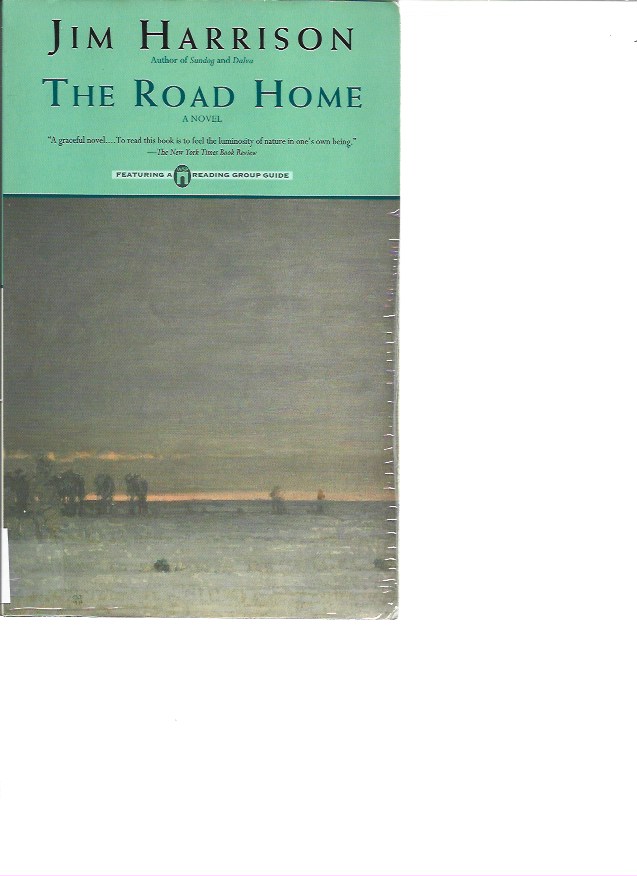 JIM HARRISON
Author of Sundog and Dalva
THE ROAD HOME
A NOVEL
"A graceful novel....To read this book is to feel the luminosity of nature in one's own being."
—The New York Times Book Review
FEATURING A READING GROUP GUIDE